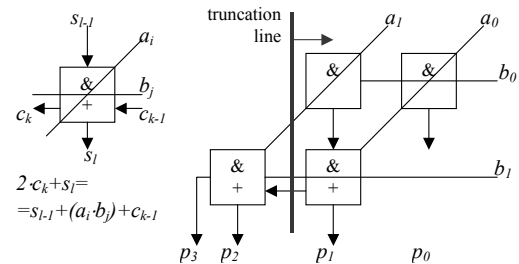 s_{l-1}
a_i
&
+
b_j
c_k
c_{k-1}
s_l
2·c_k+s_l=
=s_{l-1}+(a_i·b_j)+c_{k-1}
truncation
line
a_1
a_0
&
&
b_0
&
+
&
+
b_1
p_3
p_2
p_1
p_0